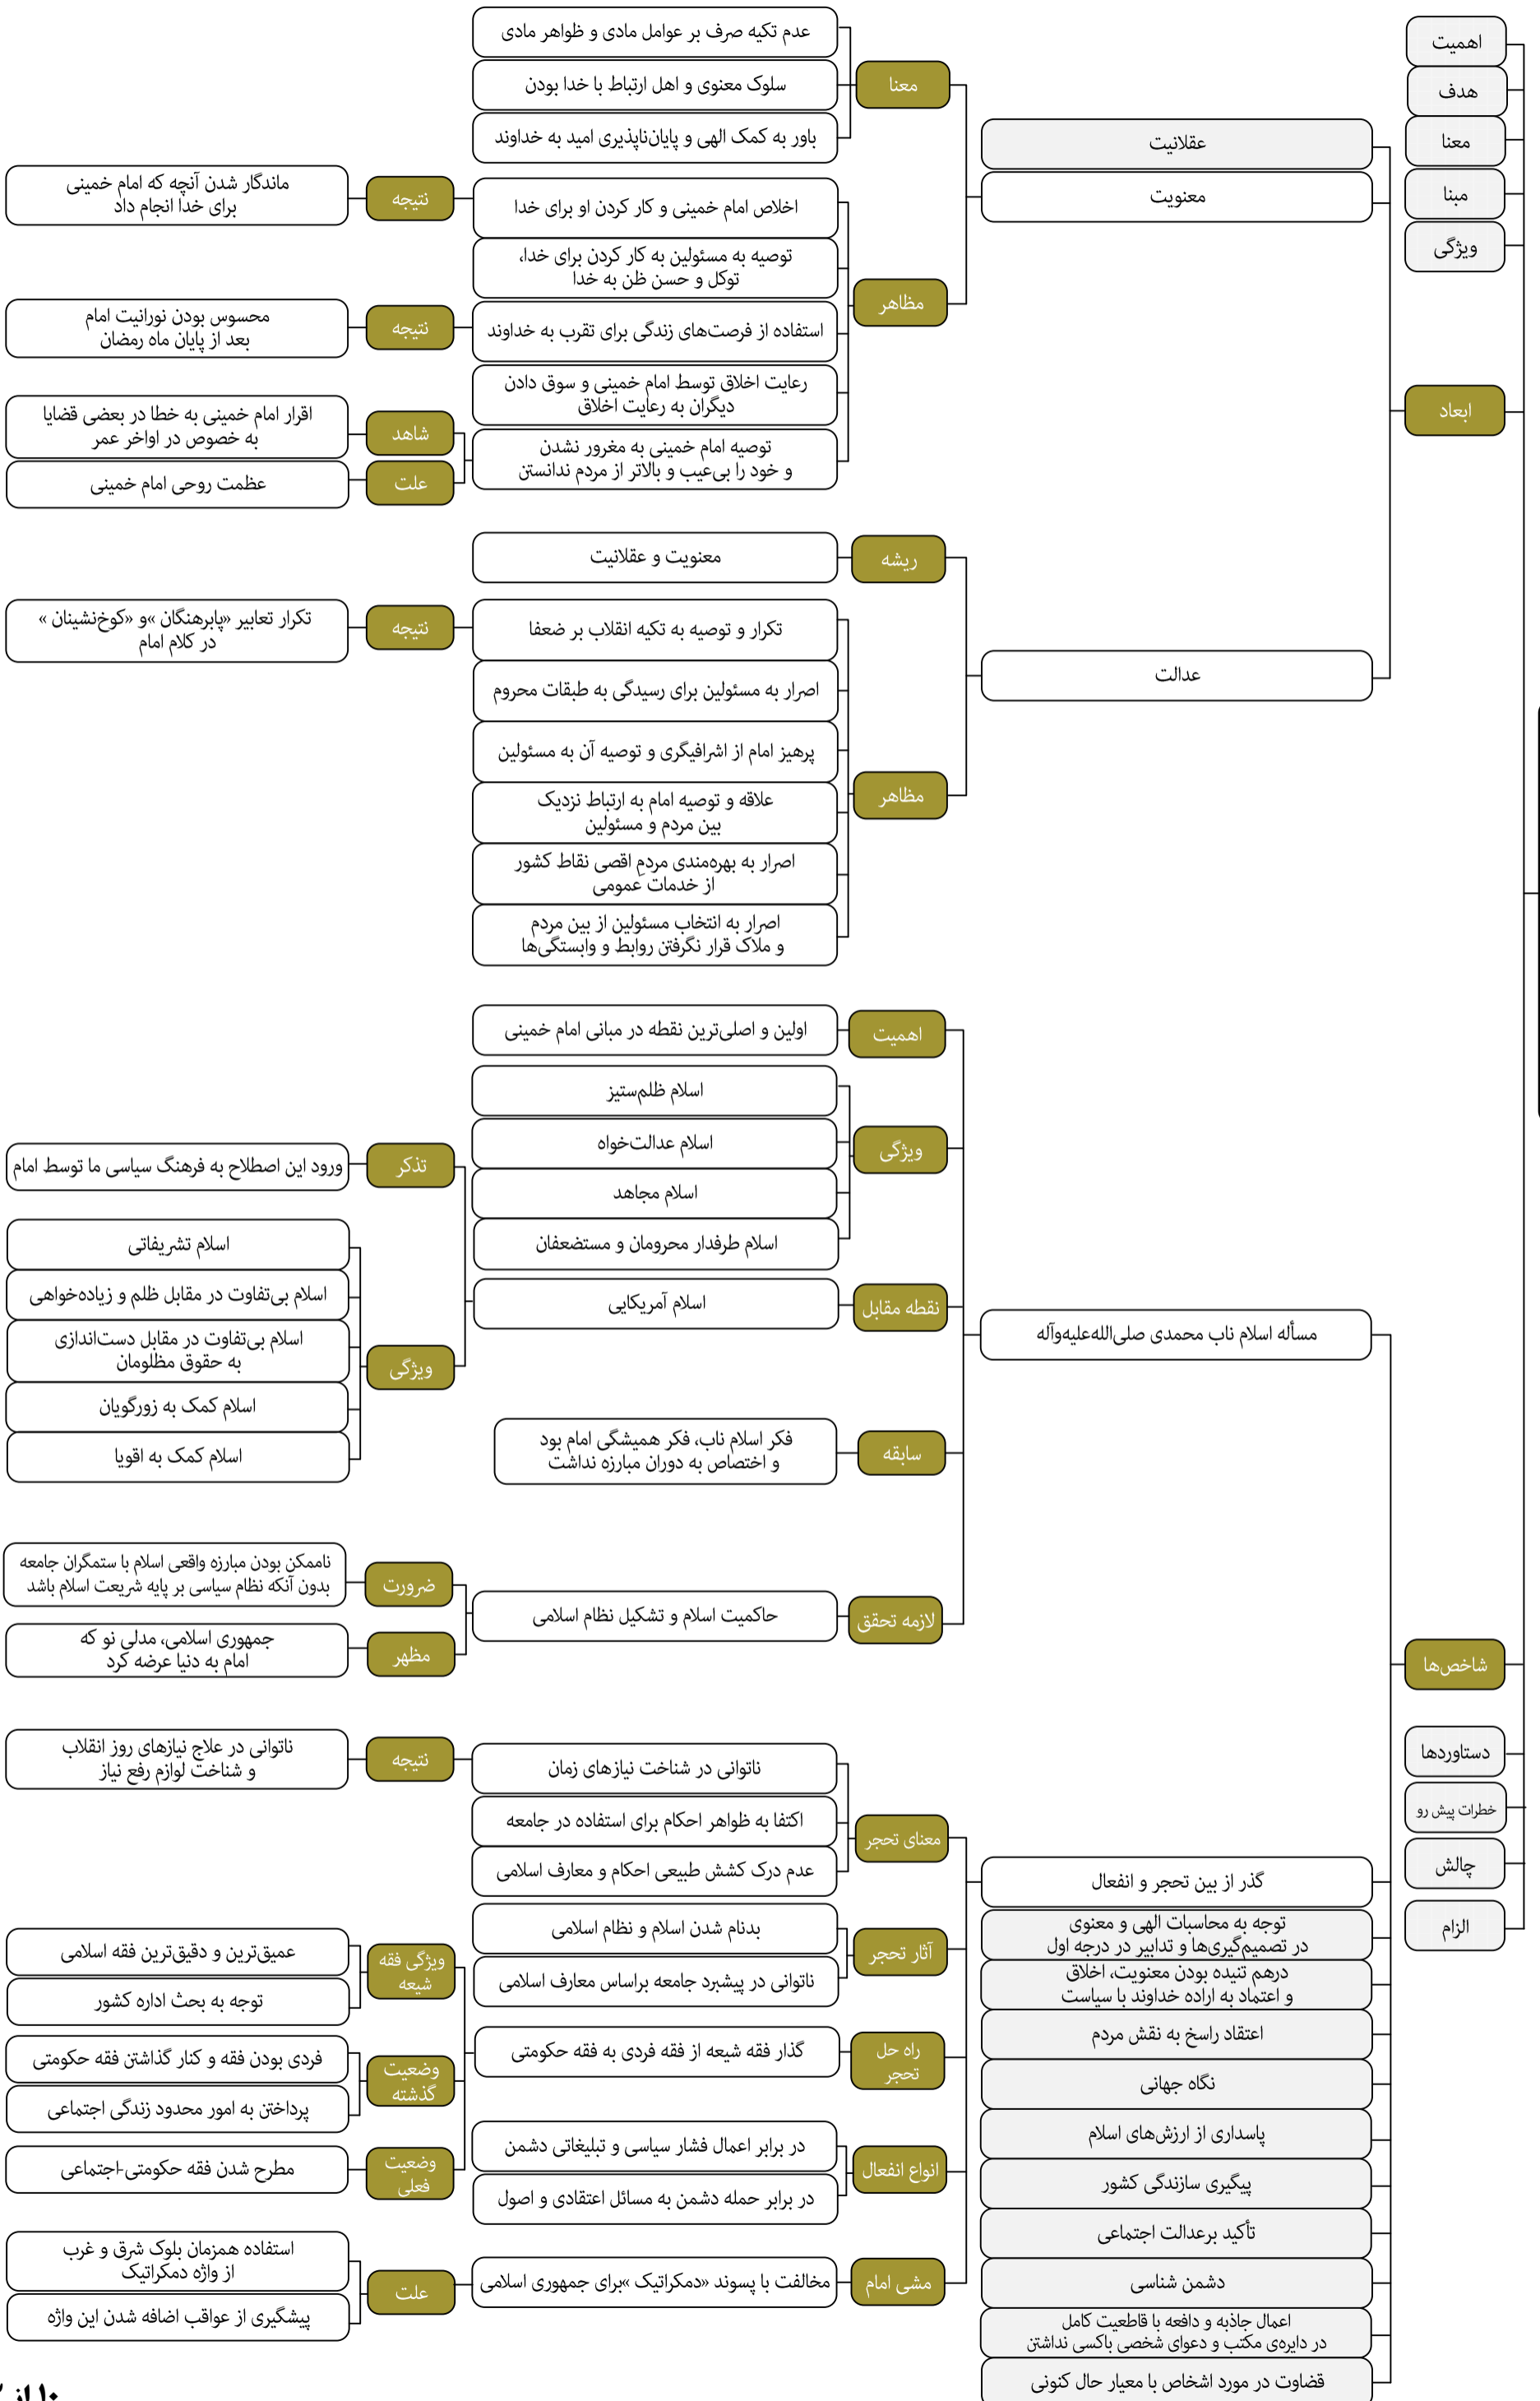 اهمیت
هدف
معنا
مبنا
ویژگی
ابعاد
عقلانیت
معنویت
معنا
عدم تکیه صرف بر عوامل مادی و ظواهر مادی
سلوک معنوی و اهل ارتباط با خدا بودن
باور به کمک الهی و پایان‌ناپذیری امید به خداوند
مظاهر
اخلاص امام خمینی و کار کردن او برای خدا
نتیجه
ماندگار شدن آنچه که امام خمینی
برای خدا انجام داد
توصیه به مسئولین به کار کردن برای خدا،
توکل و حسن ظن به خدا
استفاده از فرصت‌های زندگی برای تقرب به خداوند
نتیجه
محسوس بودن نورانیت امام
بعد از پایان ماه رمضان
رعایت اخلاق توسط امام خمینی و سوق دادن
دیگران به رعایت اخلاق
توصیه امام خمینی به مغرور نشدن
و خود را بی‌عیب و بالاتر از مردم ندانستن
شاهد
اقرار امام خمینی به خطا در بعضی قضایا
به خصوص در اواخر عمر
علت
عظمت روحی امام خمینی
عدالت
ریشه
معنویت و عقلانیت
مظاهر
تکرار و توصیه به تکیه انقلاب بر ضعفا
نتیجه
تکرار تعابیر «پابرهنگان »و «کوخ‌نشینان »
در کلام امام
اصرار به مسئولین برای رسیدگی به طبقات محروم
پرهیز امام از اشرافیگری و توصیه آن به مسئولین
علاقه و توصیه امام به ارتباط نزدیک
بین مردم و مسئولین
اصرار به بهره‌مندی مردمِ اقصی نقاط کشور
از خدمات عمومی
اصرار به انتخاب مسئولین از بین مردم
و ملاک قرار نگرفتن روابط و وابستگی‌ها
شاخص‌ها
مسأله اسلام ناب محمدی صلی‌الله‌علیه‌وآله
اهمیت
اولین و اصلی‌ترین نقطه در مبانی امام خمینی
ویژگی
اسلام ظلم‌ستیز
اسلام عدالت‌خواه
اسلام مجاهد
اسلام طرفدار محرومان و مستضعفان
نقطه مقابل
اسلام آمریکایی
تذکر
ورود این اصطلاح به فرهنگ سیاسی ما توسط امام
ویژگی
اسلام تشریفاتی
اسلام بی‌تفاوت در مقابل ظلم و زیاده‌خواهی
اسلام بی‌تفاوت در مقابل دست‌اندازی
به حقوق مظلومان
اسلام کمک به زورگویان
اسلام کمک به اقویا
سابقه
فکر اسلام ناب، فکر همیشگی امام بود
و اختصاص به دوران مبارزه نداشت
لازمه تحقق
حاکمیت اسلام و تشکیل نظام اسلامی
ضرورت
ناممکن بودن مبارزه واقعی اسلام با ستمگران جامعه
بدون آنکه نظام سیاسی بر پایه شریعت اسلام باشد
مظهر
جمهوری اسلامی، مدلی نو که
امام به دنیا عرضه کرد
گذر از بین تحجر و انفعال
معنای تحجر
ناتوانی در شناخت نیازهای زمان
نتیجه
ناتوانی در علاج نیازهای روز انقلاب
و شناخت لوازم رفع نیاز
اکتفا به ظواهر احکام برای استفاده در جامعه
عدم درک کشش طبیعی احکام و معارف اسلامی
آثار تحجر
بدنام شدن اسلام و نظام اسلامی
ناتوانی در پیشبرد جامعه براساس معارف اسلامی
راه حل
تحجر
گذار فقه شیعه از فقه فردی به فقه حکومتی
ویژگی فقه
شیعه
عمیق‌ترین و دقیق‌ترین فقه اسلامی
توجه به بحث اداره کشور
وضعیت
گذشته
فردی بودن فقه و کنار گذاشتن فقه حکومتی
پرداختن به امور محدود زندگی اجتماعی
وضعیت
فعلی
مطرح شدن فقه حکومتی-اجتماعی
انواع انفعال
در برابر اعمال فشار سیاسی و تبلیغاتی دشمن
در برابر حمله دشمن به مسائل اعتقادی و اصول
مشی امام
مخالفت با پسوند «دمکراتیک »برای جمهوری اسلامی
علت
استفاده همزمان بلوک شرق و غرب
از واژه دمکراتیک
پیشگیری از عواقب اضافه شدن این واژه
توجه به محاسبات الهی و معنوی
در تصمیم‌گیری‌ها و تدابیر در درجه اول
درهم تنیده بودن معنویت، اخلاق
و اعتماد به اراده خداوند با سیاست
اعتقاد راسخ به نقش مردم
نگاه جهانی
پاسداری از ارزش‌های اسلام
پیگیری سازندگی کشور
تأکید برعدالت اجتماعی
دشمن شناسی
اعمال جاذبه و دافعه با قاطعیت کامل
در دایره‌ی مکتب و دعوای شخصی باکسی نداشتن
قضاوت در مورد اشخاص با معیار حال کنونی
دستاوردها
خطرات پیش رو
چالش
الزام
۱۰ از